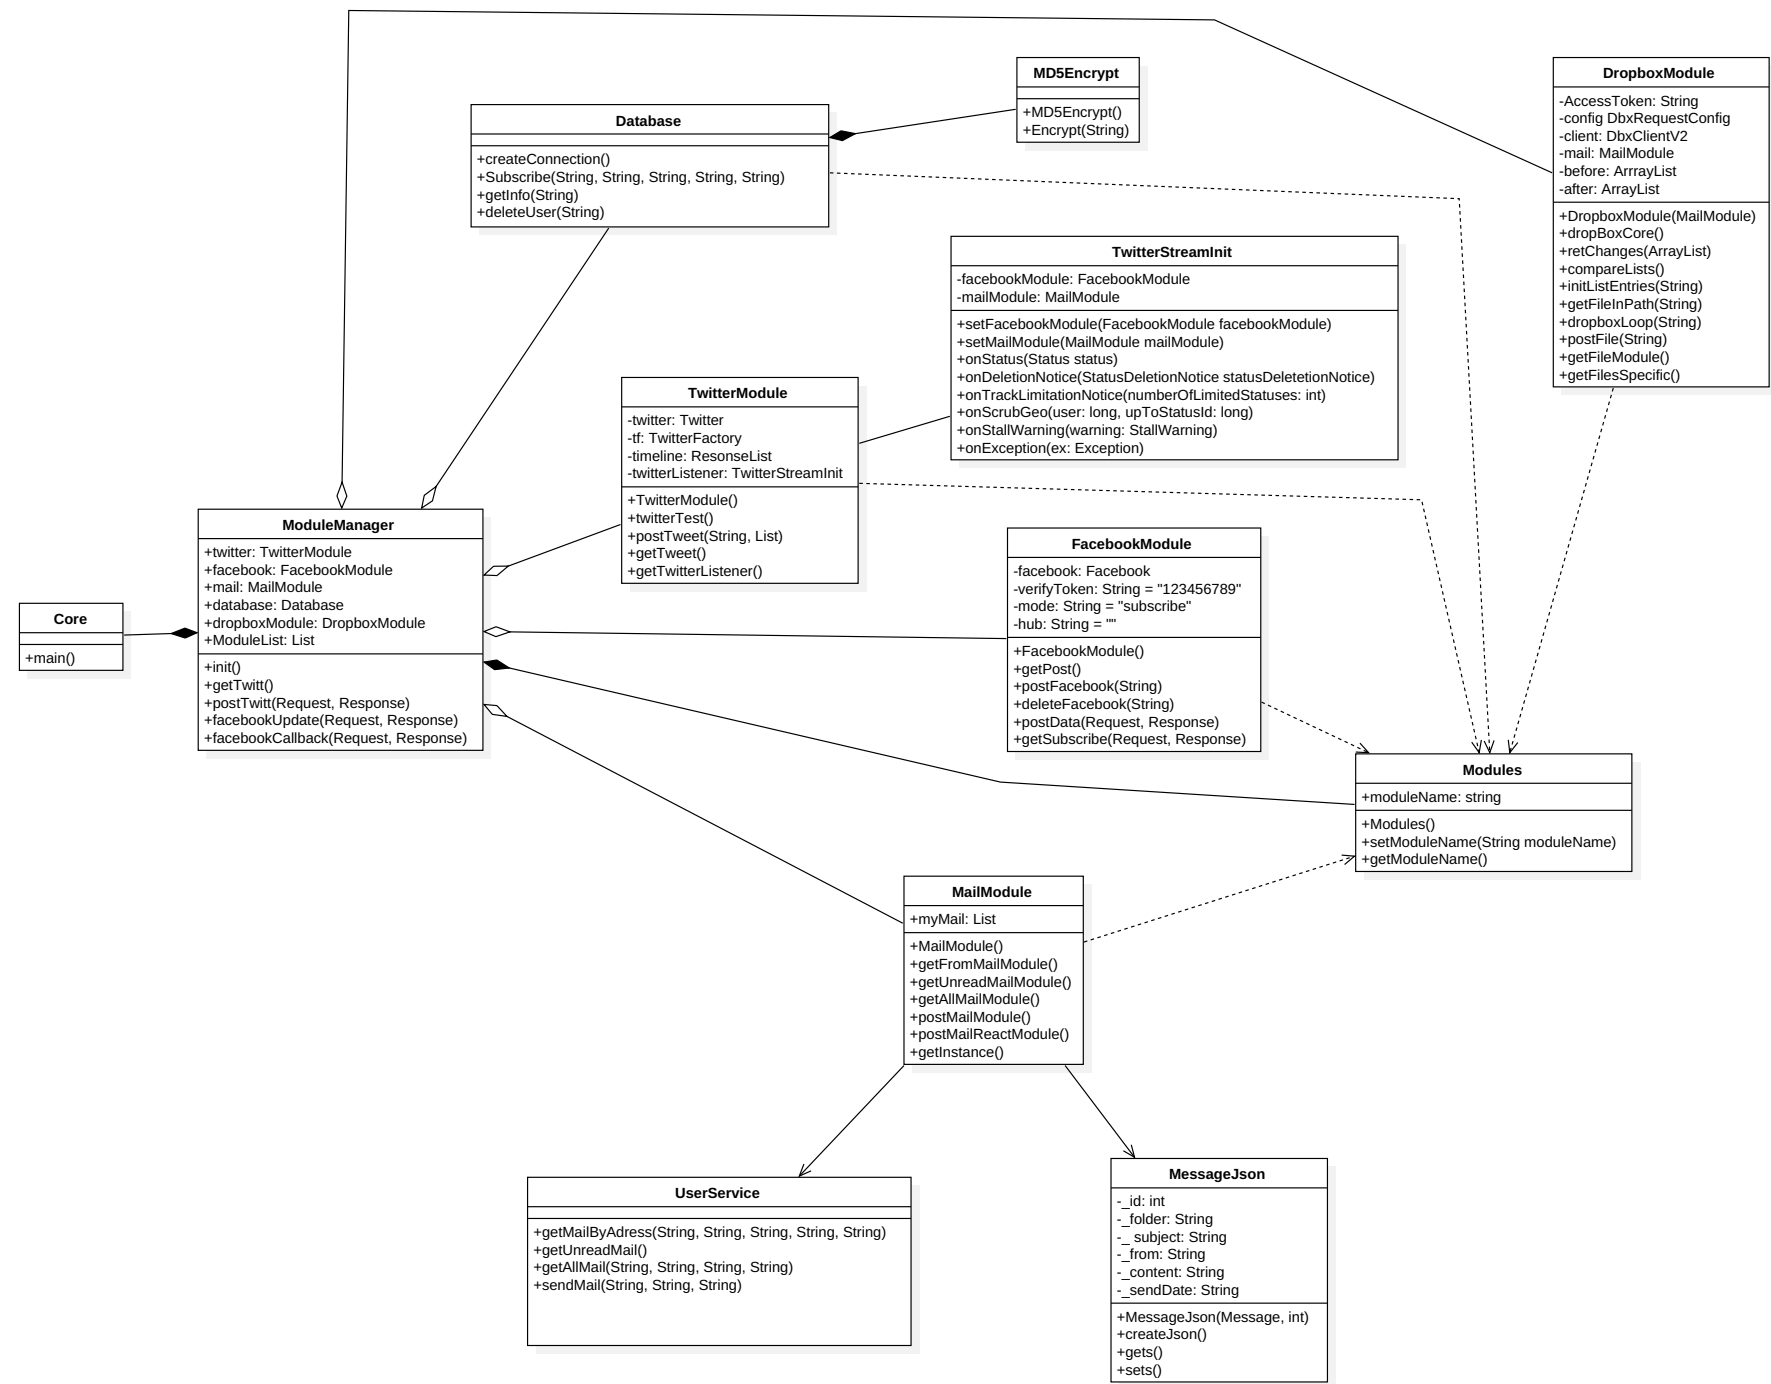 MD5Encrypt
+MD5Encrypt()
+Encrypt(String)
DropboxModule
-AccessToken: String
-config DbxRequestConfig
-client: DbxClientV2
-mail: MailModule
-before: ArrrayList
-after: ArrayList
+DropboxModule(MailModule)
+dropBoxCore()
+retChanges(ArrayList)
+compareLists()
+initListEntries(String)
+getFileInPath(String)
+dropboxLoop(String)
+postFile(String)
+getFileModule()
+getFilesSpecific()
Database
+createConnection()
+Subscribe(String, String, String, String, String)
+getInfo(String)
+deleteUser(String)
TwitterStreamInit
-facebookModule: FacebookModule
-mailModule: MailModule
+setFacebookModule(FacebookModule facebookModule)
+setMailModule(MailModule mailModule)
+onStatus(Status status)
+onDeletionNotice(StatusDeletionNotice statusDeletetionNotice)
+onTrackLimitationNotice(numberOfLimitedStatuses: int)
+onScrubGeo(user: long, upToStatusId: long)
+onStallWarning(warning: StallWarning)
+onException(ex: Exception)
TwitterModule
-twitter: Twitter
-tf: TwitterFactory
-timeline: ResonseList
-twitterListener: TwitterStreamInit
+TwitterModule()
+twitterTest()
+postTweet(String, List)
+getTweet()
+getTwitterListener()
ModuleManager
+twitter: TwitterModule
+facebook: FacebookModule
+mail: MailModule
+database: Database
+dropboxModule: DropboxModule
+ModuleList: List
+init()
+getTwitt()
+postTwitt(Request, Response)
+facebookUpdate(Request, Response)
+facebookCallback(Request, Response)
FacebookModule
-facebook: Facebook
-verifyToken: String = "123456789"
-mode: String = "subscribe"
-hub: String = ""
+FacebookModule()
+getPost()
+postFacebook(String)
+deleteFacebook(String)
+postData(Request, Response)
+getSubscribe(Request, Response)
Core
+main()
Modules
+moduleName: string
+Modules()
+setModuleName(String moduleName)
+getModuleName()
MailModule
+myMail: List
+MailModule()
+getFromMailModule()
+getUnreadMailModule()
+getAllMailModule()
+postMailModule()
+postMailReactModule()
+getInstance()
UserService
+getMailByAdress(String, String, String, String, String)
+getUnreadMail()
+getAllMail(String, String, String, String)
+sendMail(String, String, String)
MessageJson
-_id: int
-_folder: String
-_ subject: String
-_from: String
-_content: String
-_sendDate: String
+MessageJson(Message, int)
+createJson()
+gets()
+sets()